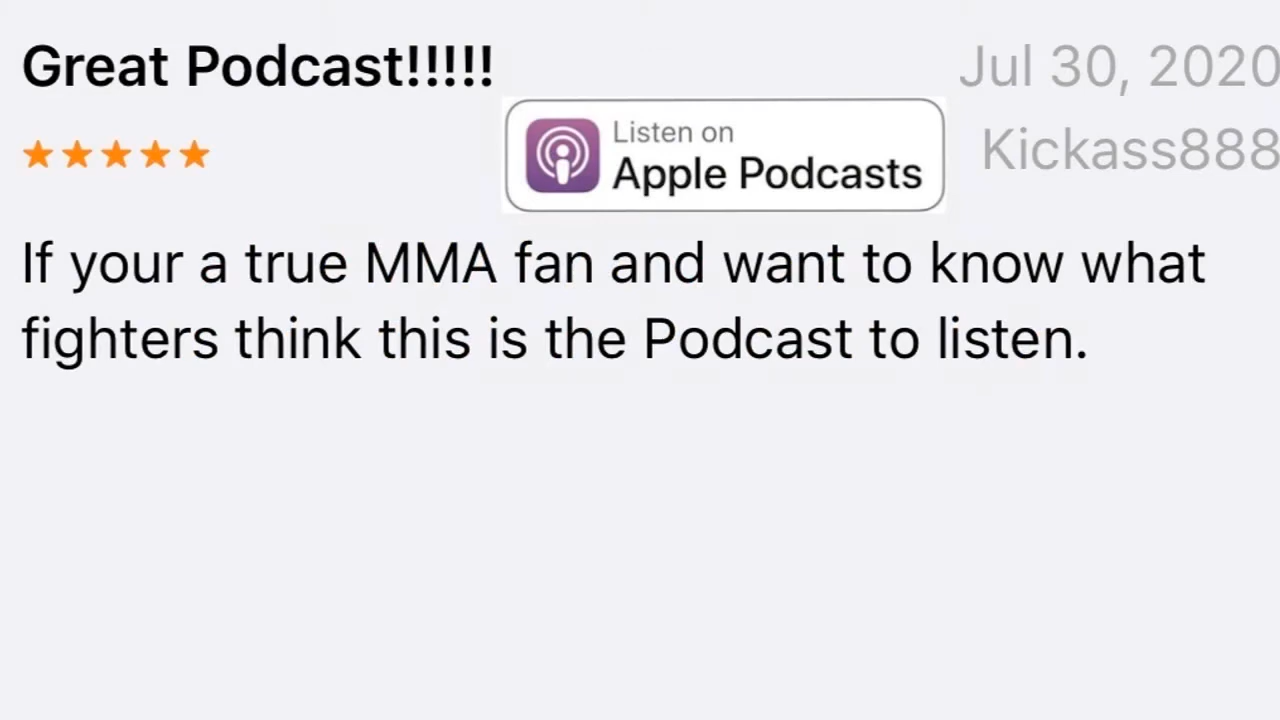 Great Podcast!!!!!
Jul 30, 2020
Listen on
Apple Podcasts
Kickass888
If your a true MMA fan and want to know what
fighters think this is the Podcast to listen.